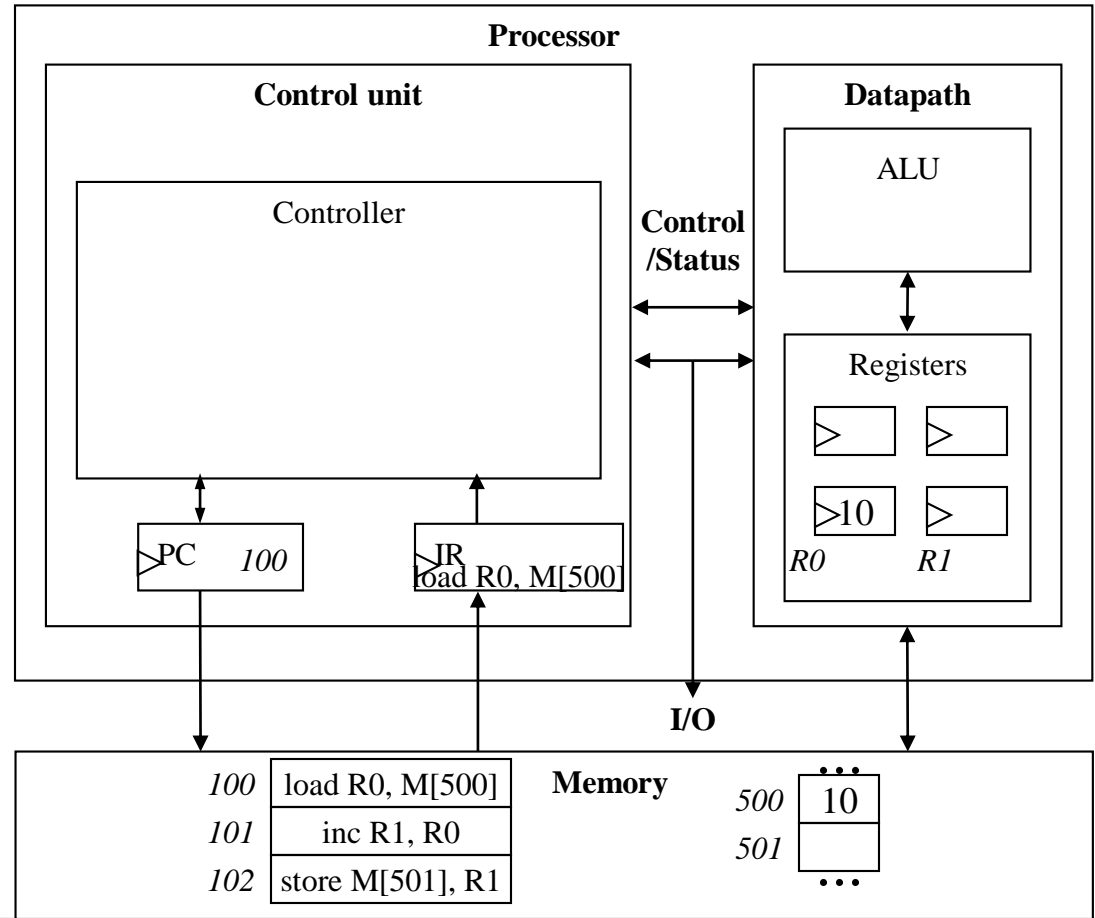 Processor
Control unit
Datapath
ALU
Controller
Control
/Status
Registers
10
R0
R1
PC
100
IR
load R0, M[500]
I/O
Memory
100
load R0, M[500]
101
inc R1, R0
102
store M[501], R1
...
500
10
501
...